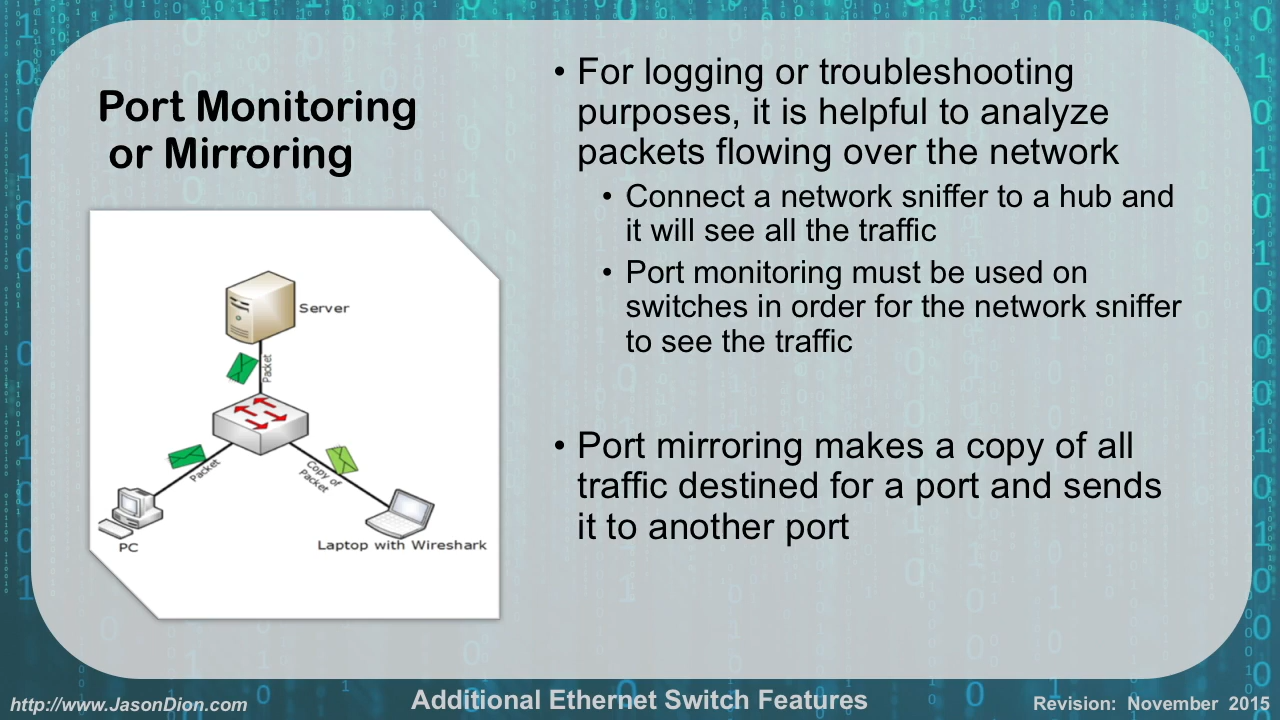 Port Monitoring
or Mirroring
• For logging or troubleshooting
purposes, it is helpful to analyze
packets flowing over the network
• Connect a network sniffer to a hub and
it will see all the traffic
• Port monitoring must be used on
switches in order for the network sniffer
to see the traffic
• Port mirroring makes a copy of all
traffic destined for a port and sends
it to another port
Server
Packet
Packet
Copy of
Packet
PC
Laptop with Wireshark
http://www.JasonDion.com
Additional Ethernet Switch Features
Revision: November 2015